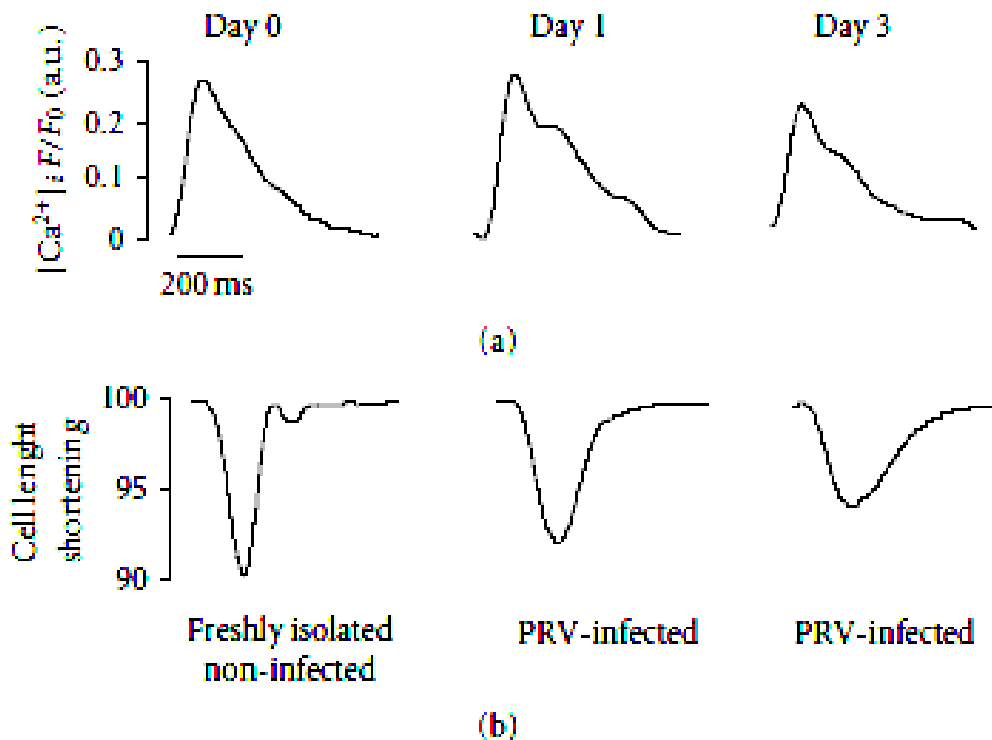 Day 0
Day 1
Day 3
[Ca²⁺]ᵢF/F₀ (a.u.)
0.3
0.2
0.1
0
200 ms
(a)
Cell lenght
shortening
100
95
90
Freshly isolated
non-infected
PRV-infected
PRV-infected
(b)